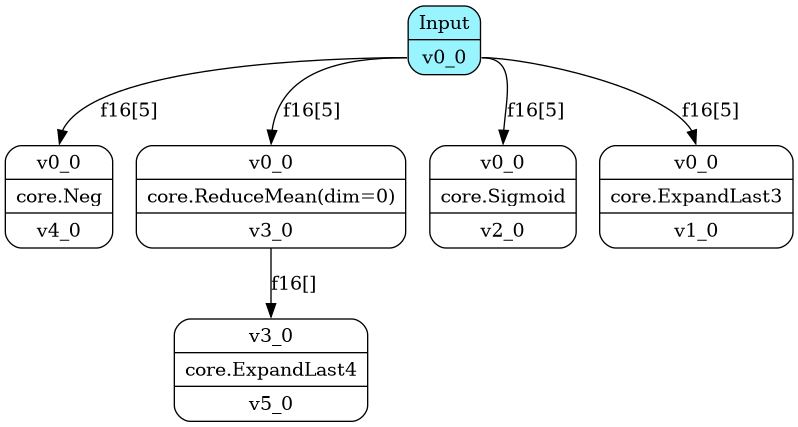 Input
v0_0
f16[5]
f16[5]
f16[5]
f16[5]
v0_0
core.Neg
v4_0
v0_0
core.ReduceMean(dim=0)
v3_0
v0_0
core.Sigmoid
v2_0
v0_0
core.ExpandLast3
v1_0
f16[]
v3_0
core.ExpandLast4
v5_0